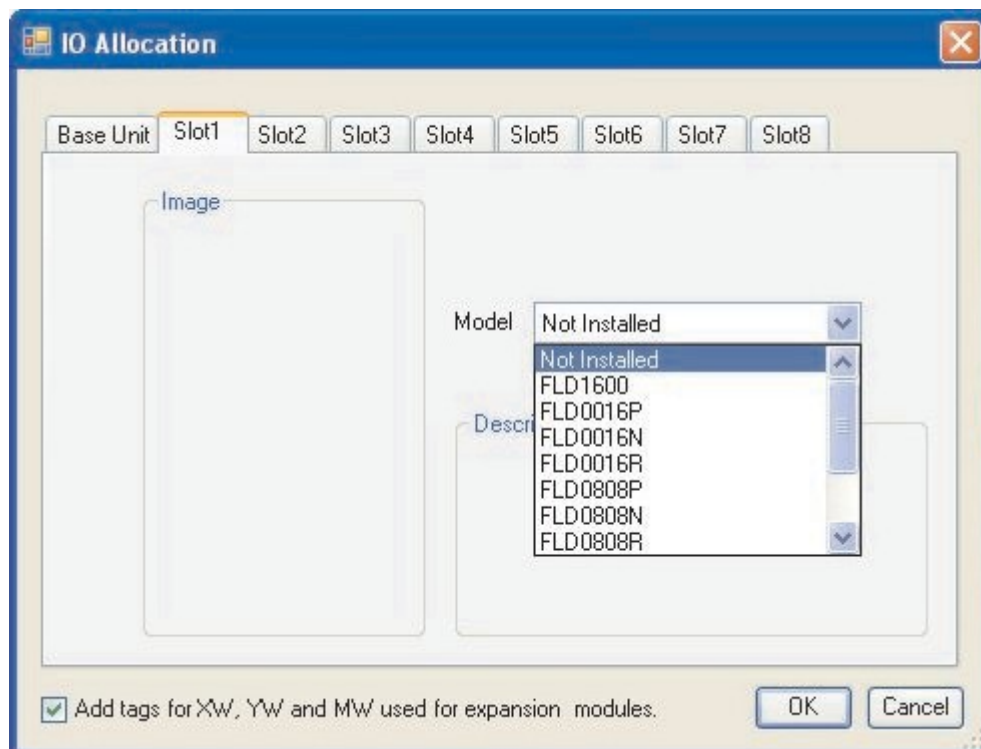 IO Allocation
Base Unit Slot1 Slot2 Slot3 Slot4 Slot5 Slot6 Slot7 Slot8
Image
Model Not Installed
Not Installed
FLD1600
FLD0016P
FLD0016N
FLD0016R
Descri
FLD0808P
FLD0808N
FLD0808R
Add tags for XW, YW and MW used for expansion modules.
OK Cancel